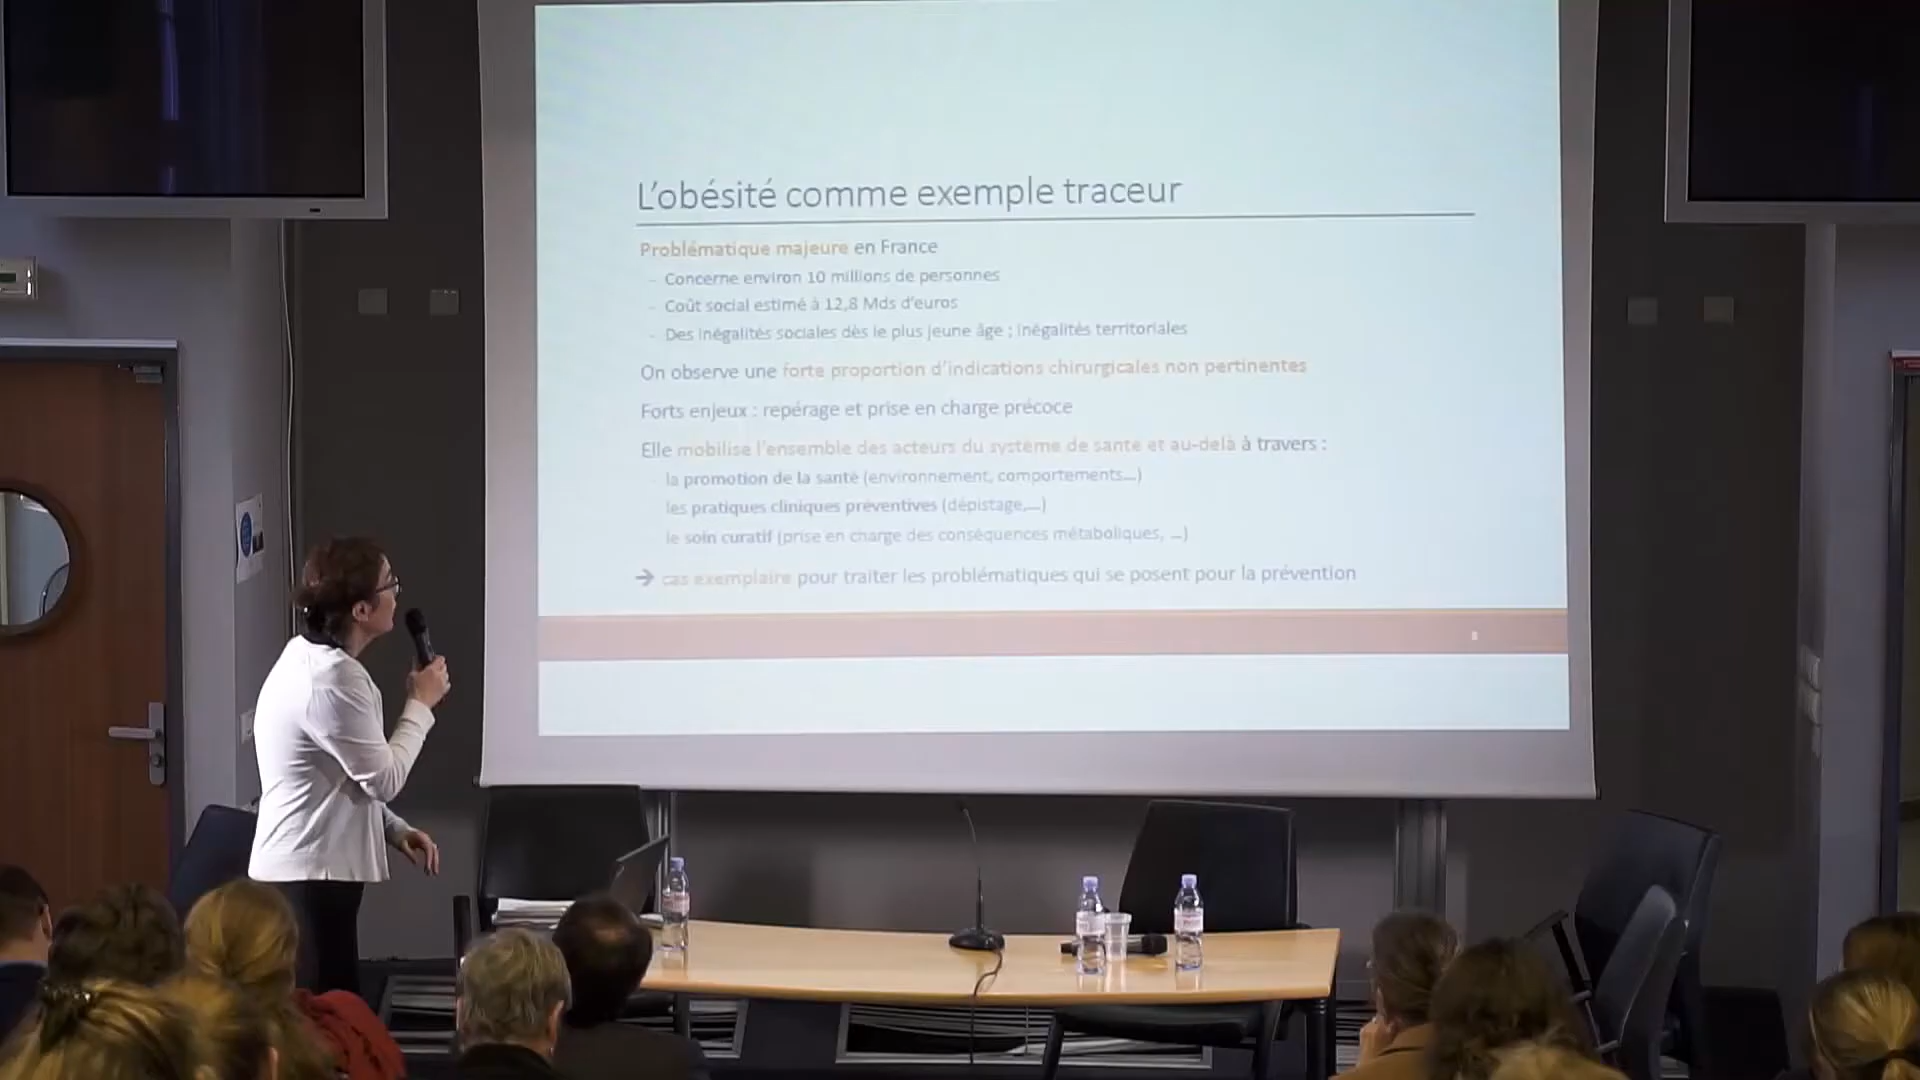 L'obésité comme exemple traceur
Problématique majeure en France
- Concerne environ 10 millions de personnes
- Coût social estimé à 12,8 Mds d'euros
- Des inégalités sociales dès le plus jeune âge ; inégalités territoriales
On observe une forte proportion d'indications chirurgicales non pertinentes
Forts enjeux : repérage et prise en charge précoce
Elle mobilise l'ensemble des acteurs du système de santé et au-delà à travers :
la promotion de la santé (environnement, comportements...)
les pratiques cliniques préventives (dépistage,...)
le soin curatif (prise en charge des conséquences métaboliques, ...)
→ cas exemplaire pour traiter les problématiques qui se posent pour la prévention